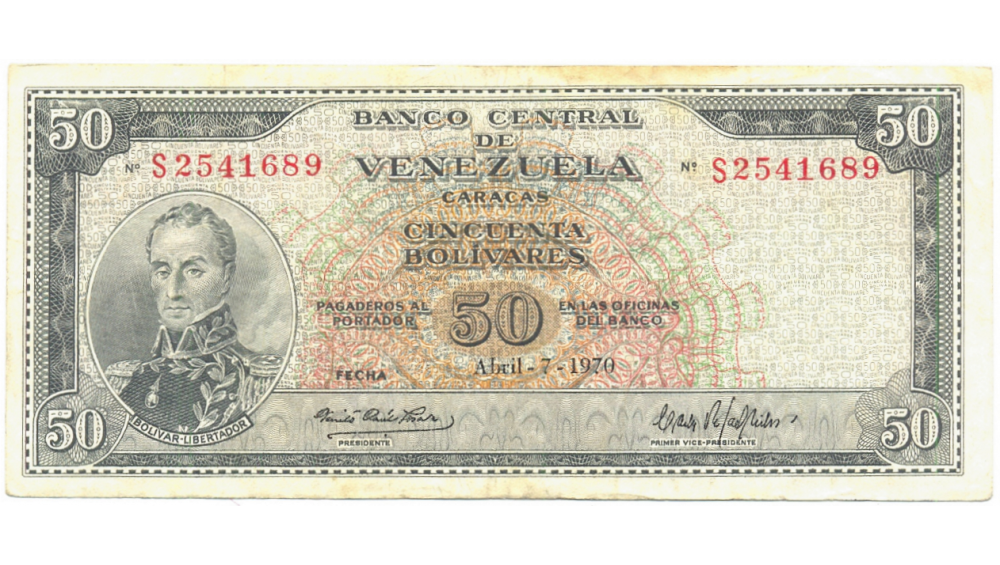 50
BANCO CENTRAL
DE
VENEZUELA
CARACAS
50
Nº S2541689
Nº S2541689
CINCUENTA
BOLIVARES
PAGADEROS AL
PORTADOR
50
EN LAS OFICINAS
DEL BANCO
FECHA
Abril - 7 - 1970
BOLIVAR-LIBERTADOR
50
PRESIDENTE
PRIMER VICE-PRESIDENTE
50